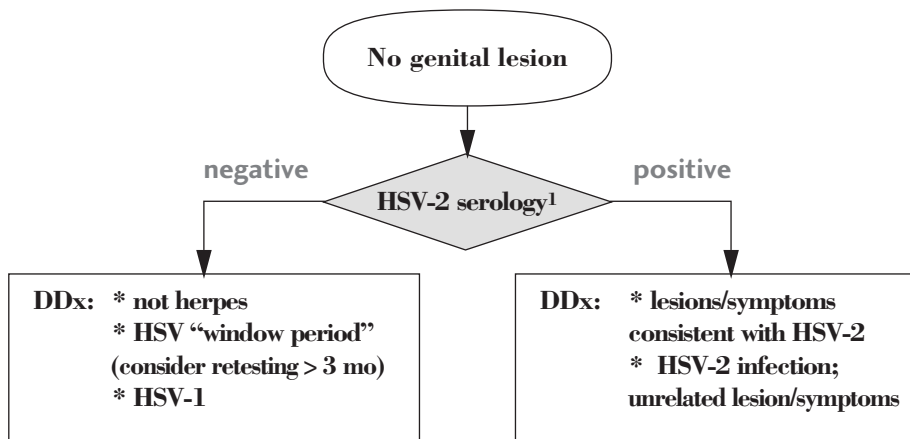 No genital lesion
negative
positive
HSV-2 serology¹
DDx: * not herpes
* HSV “window period”
(consider retesting > 3 mo)
* HSV-1
DDx: * lesions/symptoms
consistent with HSV-2
* HSV-2 infection;
unrelated lesion/symptoms